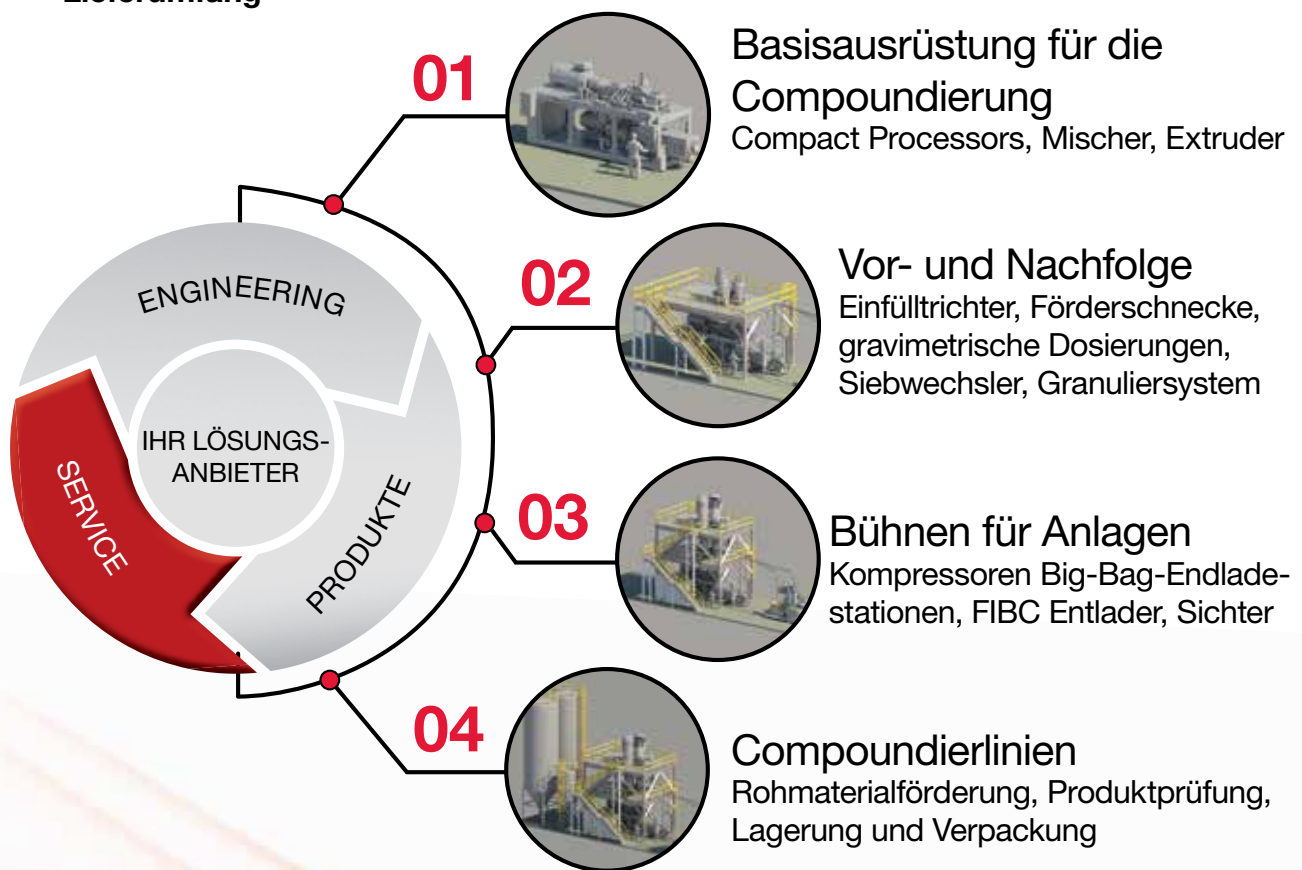 Lieferumfang
01
Basisausrüstung für die
Compoundierung
Compact Processors, Mischer, Extruder
02
Vor- und Nachfolge
Einfülltrichter, Förderschnecke,
gravimetrische Dosierungen,
Siebwechsler, Granuliersystem
03
Bühnen für Anlagen
Kompressoren Big-Bag-Endlade-
stationen, FIBC Entlader, Sichter
04
Compoundierlinien
Rohmaterialförderung, Produktprüfung,
Lagerung und Verpackung
ENGINEERING
IHR LÖSUNGS-
ANBIETER
SERVICE
PRODUKTE